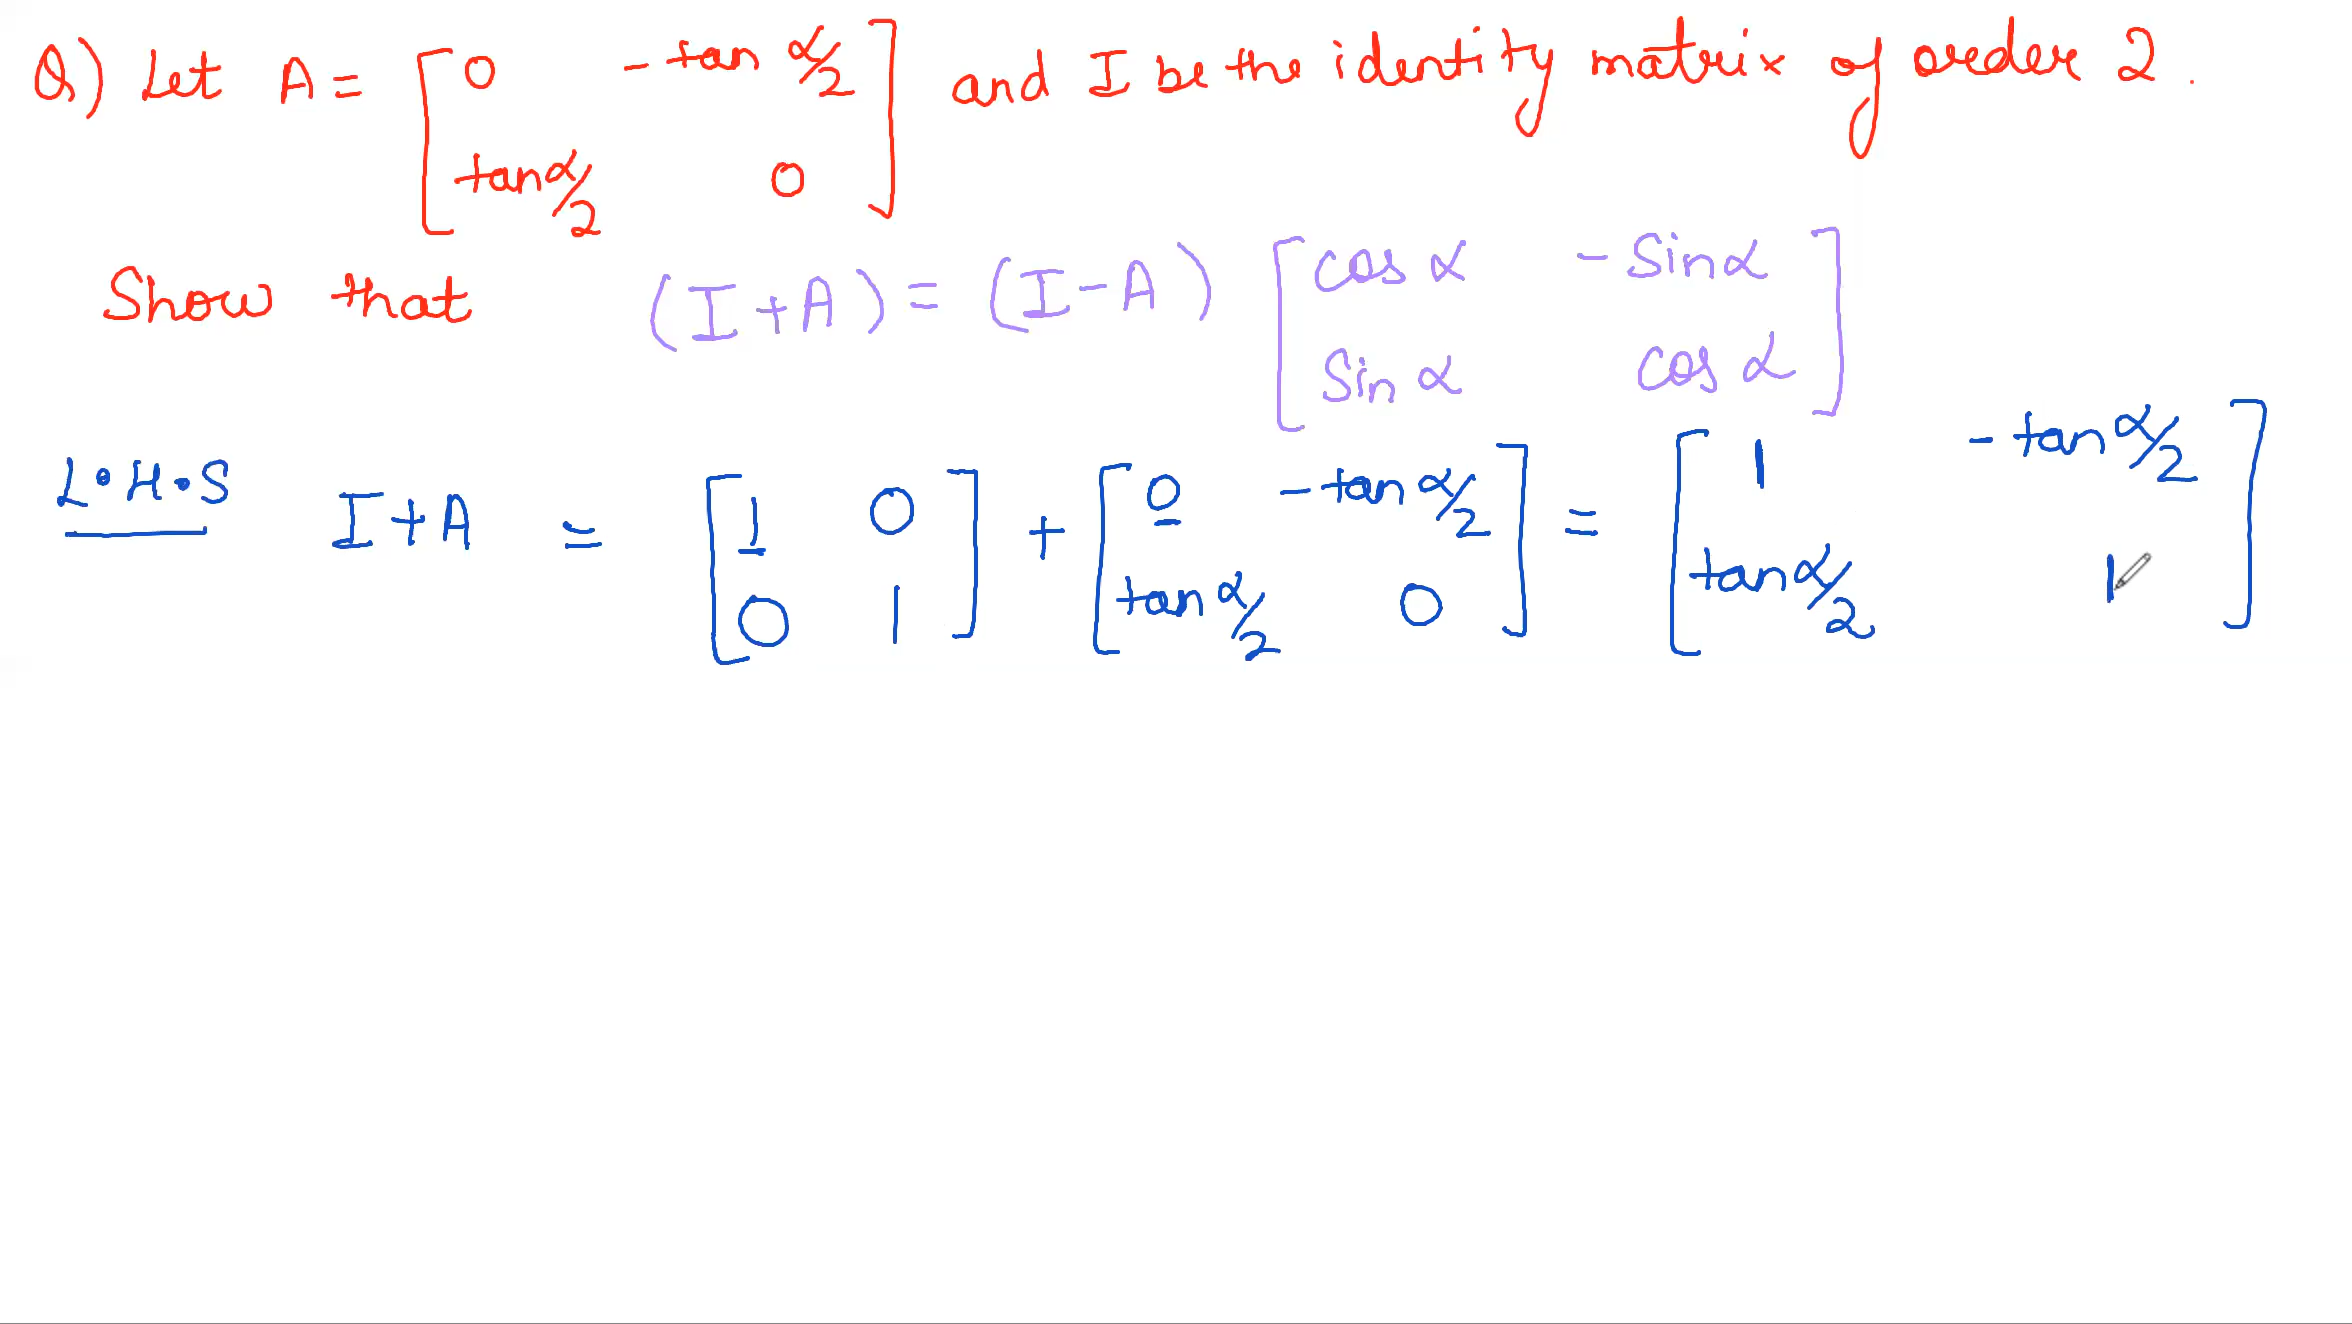 Q) Let A = [ 0 - tan α/2 ] and I be the identity matrix of order 2.
[ tan α/2 0 ]
Show that (I+A) = (I-A) [ cos α - Sin α ]
[ Sin α cos α ]
L.H.S I+A = [ 1 0 ] + [ 0 - tan α/2 ] = [ 1 - tan α/2 ]
[ 0 1 ] [ tan α/2 0 ] [ tan α/2 1 ]